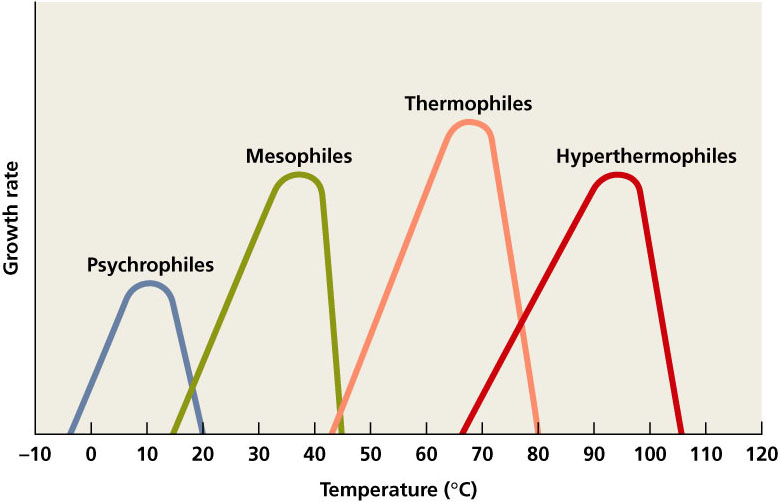 Thermophiles
Mesophiles
Hyperthermophiles
Psychrophiles
Growth rate
–10 0 10 20 30 40 50 60 70 80 90 100 110 120
Temperature (°C)